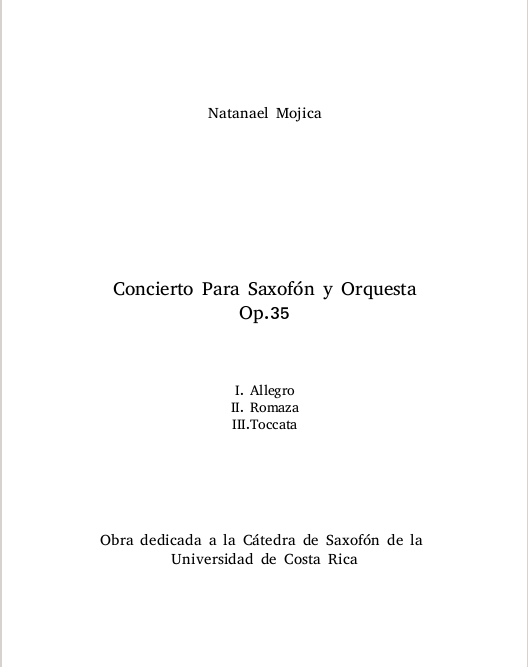 Natanael Mojica
Concierto Para Saxofón y Orquesta
Op.35
I. Allegro
II. Romaza
III.Toccata
Obra dedicada a la Cátedra de Saxofón de la
Universidad de Costa Rica